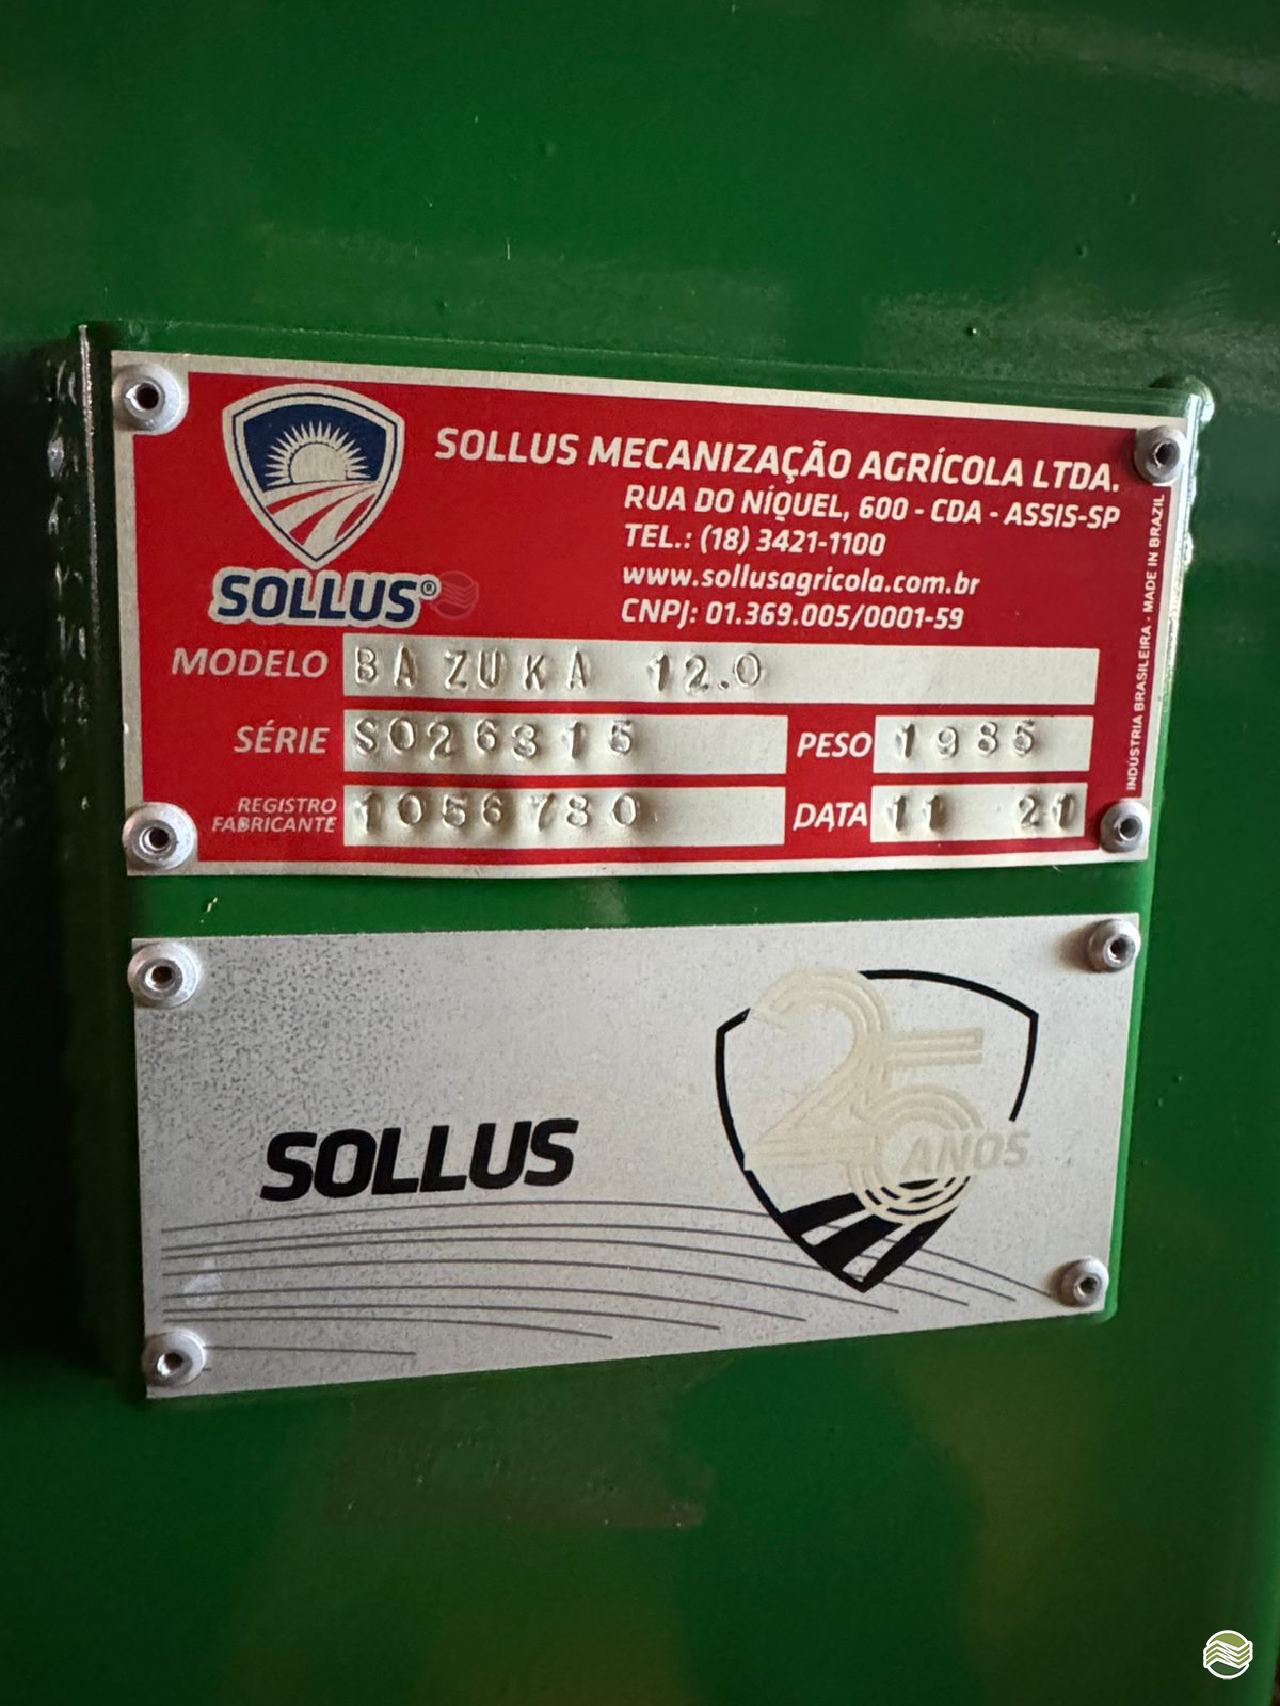 SOLLUS MECANIZAÇÃO AGRÍCOLA LTDA.
RUA DO NÍQUEL, 600 - CDA - ASSIS-SP
TEL.: (18) 3421-1100
www.sollusagricola.com.br
CNPJ: 01.369.005/0001-59
SOLLUS®
INDÚSTRIA BRASILEIRA - MADE IN BRAZIL
MODELO BAZUKA 12.0
SÉRIE SO26815 PESO 1985
REGISTRO FABRICANTE 1056780 DATA 11 21
SOLLUS
25 ANOS